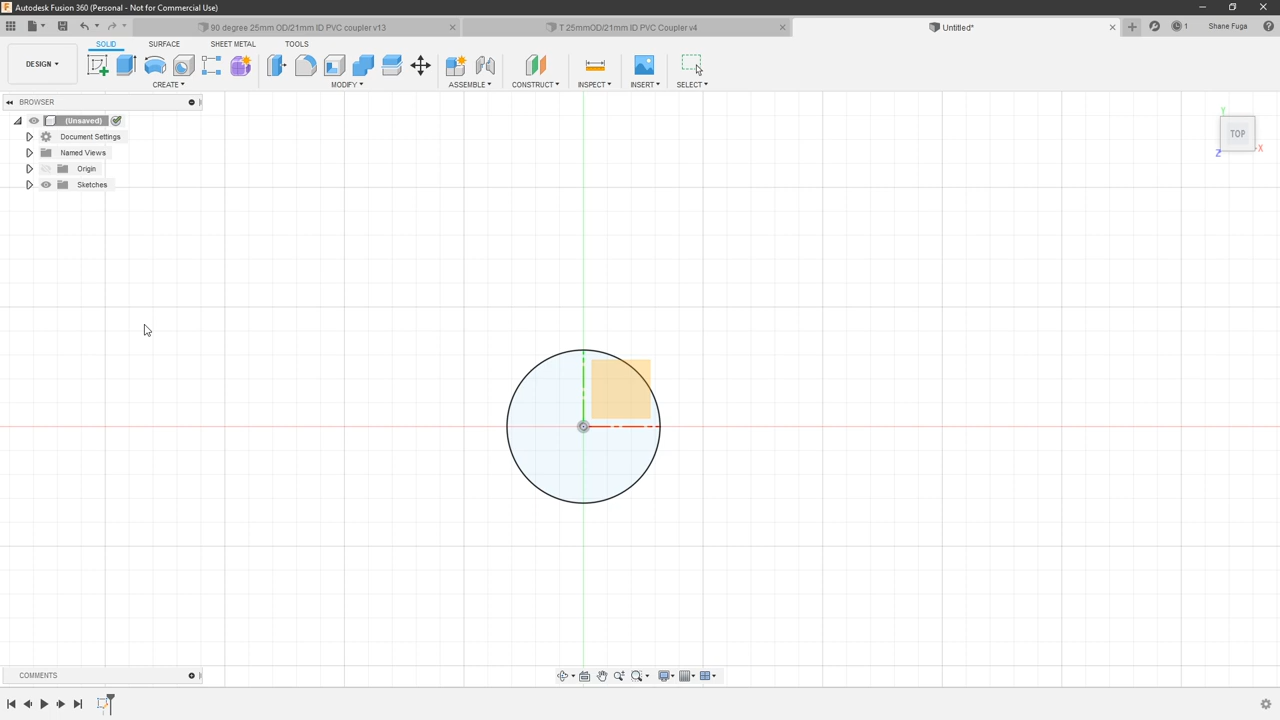 Autodesk Fusion 360 (Personal - Not for Commercial Use)
90 degree 25mm OD/21mm ID PVC coupler v13
T 25mmOD/21mm ID PVC Coupler v4
Untitled*
1
Shane Fuga
SOLID
SURFACE
SHEET METAL
TOOLS
DESIGN
CREATE
MODIFY
ASSEMBLE
CONSTRUCT
INSPECT
INSERT
SELECT
BROWSER
(Unsaved)
Document Settings
Named Views
Origin
Sketches
Y
TOP
X
Z
COMMENTS